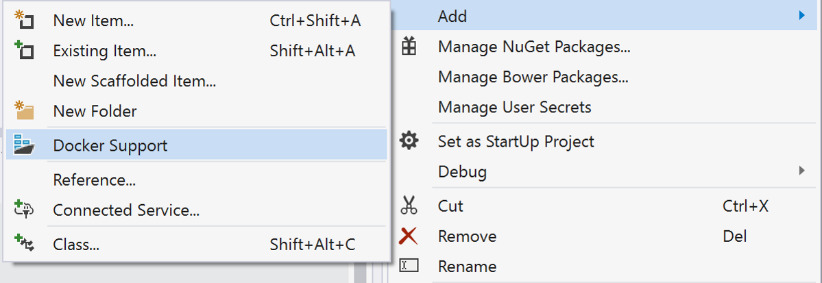 New Item... Ctrl+Shift+A
Existing Item... Shift+Alt+A
New Scaffolded Item...
New Folder
Docker Support
Reference...
Connected Service...
Class... Shift+Alt+C
Add
Manage NuGet Packages...
Manage Bower Packages...
Manage User Secrets
Set as StartUp Project
Debug
Cut Ctrl+X
Remove Del
Rename